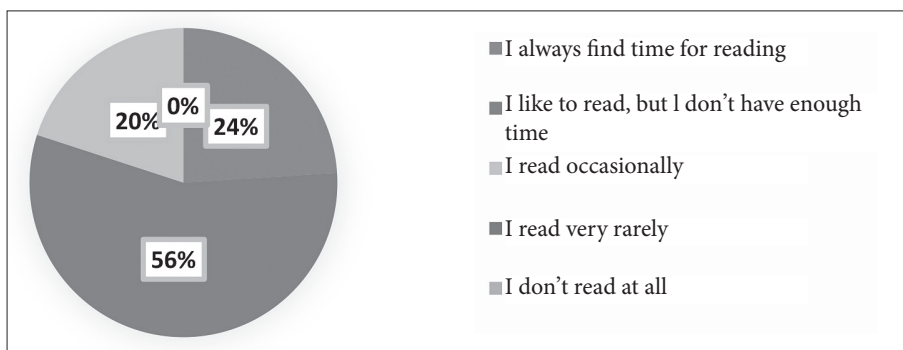 0%
20%
24%
56%
I always find time for reading
I like to read, but l don't have enough
time
I read occasionally
I read very rarely
I don't read at all